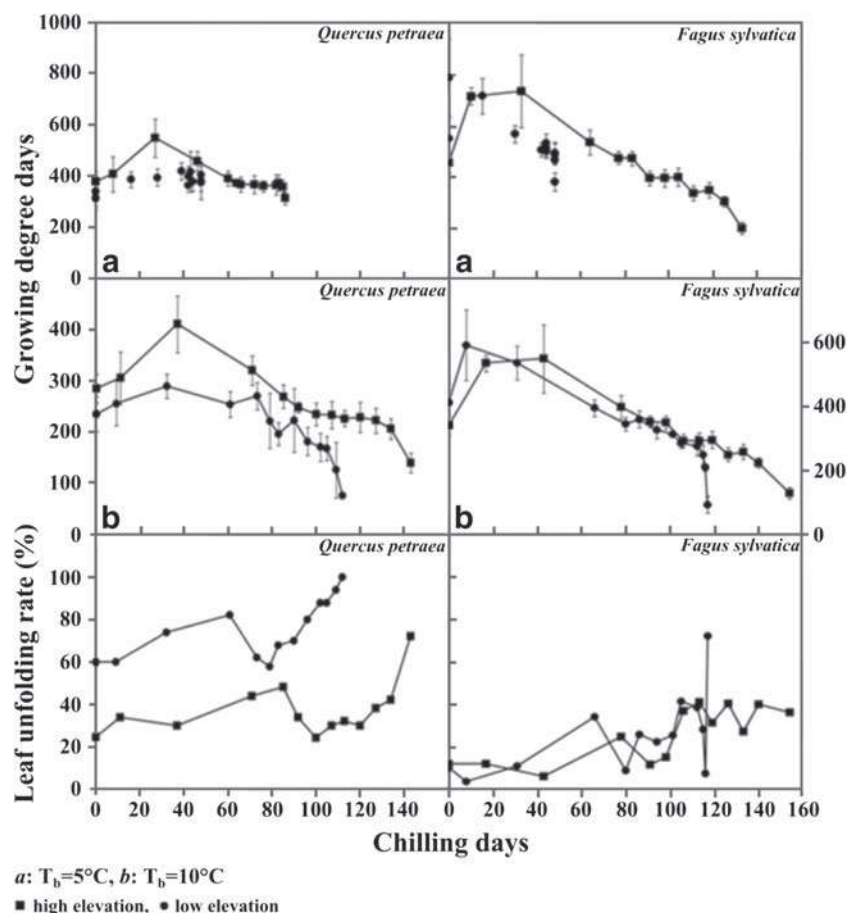 1000
800
600
400
200
0
Quercus petraea
a
Fagus sylvatica
a
Growing degree days
400
300
200
100
0
Quercus petraea
b
Fagus sylvatica
b
600
400
200
0
Leaf unfolding rate (%)
100
80
60
40
20
0
Quercus petraea
Fagus sylvatica
0 20 40 60 80 100 120 140
0 20 40 60 80 100 120 140 160
Chilling days
a: Tb=5°C, b: Tb=10°C
■ high elevation, ● low elevation